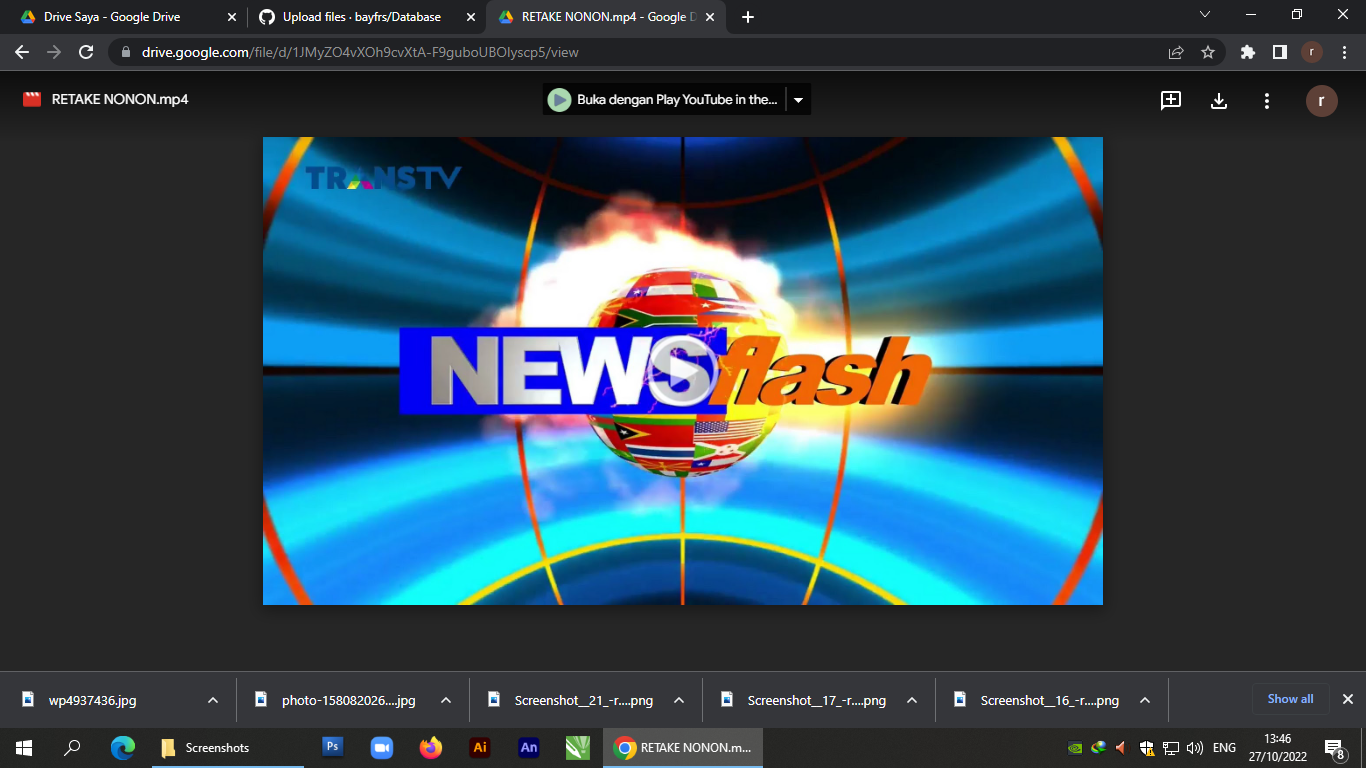 Drive Saya - Google Drive
Upload files · bayfrs/Database
RETAKE NONON.mp4 - Google D
drive.google.com/file/d/1JMyZO4vXOh9cvXtA-F9guboUBOlyscp5/view
r
RETAKE NONON.mp4
Buka dengan Play YouTube in the...
r
TRANSTV
NEWSflash
wp4937436.jpg
photo-158082026....jpg
Screenshot__21_-r....png
Screenshot__17_-r....png
Screenshot__16_-r....png
Show all
Screenshots
Ps
Ai
An
RETAKE NONON.m...
ENG
13:46
27/10/2022
8